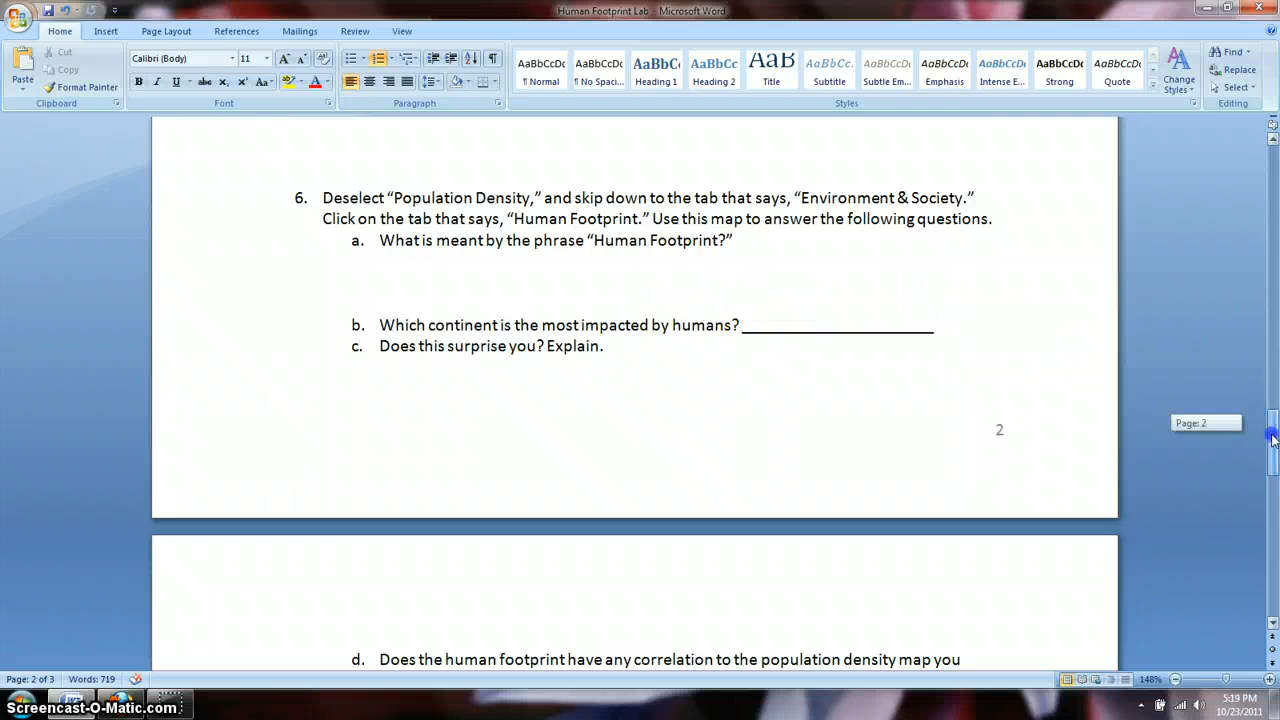 Human Footprint Lab - Microsoft Word
Home Insert Page Layout References Mailings Review View
Paste
Cut
Copy
Format Painter
Clipboard
Calibri (Body) 11
Font
Paragraph
AaBbCcDc AaBbCcDc AaBbC AaBbCc AaB AaBbCc. AaBbCcDc AaBbCcDc AaBbCcDc AaBbCcDc AaBbCcDc
¶ Normal ¶ No Spaci... Heading 1 Heading 2 Title Subtitle Subtle Em... Emphasis Intense E... Strong Quote
Change Styles
Styles
Find
Replace
Select
Editing
6. Deselect “Population Density,” and skip down to the tab that says, “Environment & Society.”
Click on the tab that says, “Human Footprint.” Use this map to answer the following questions.
a. What is meant by the phrase “Human Footprint?”
b. Which continent is the most impacted by humans? ______________________
c. Does this surprise you? Explain.
2
Page: 2
d. Does the human footprint have any correlation to the population density map you
Page: 2 of 3 Words: 719 148%
Screencast-O-Matic.com
5:19 PM
10/23/2011